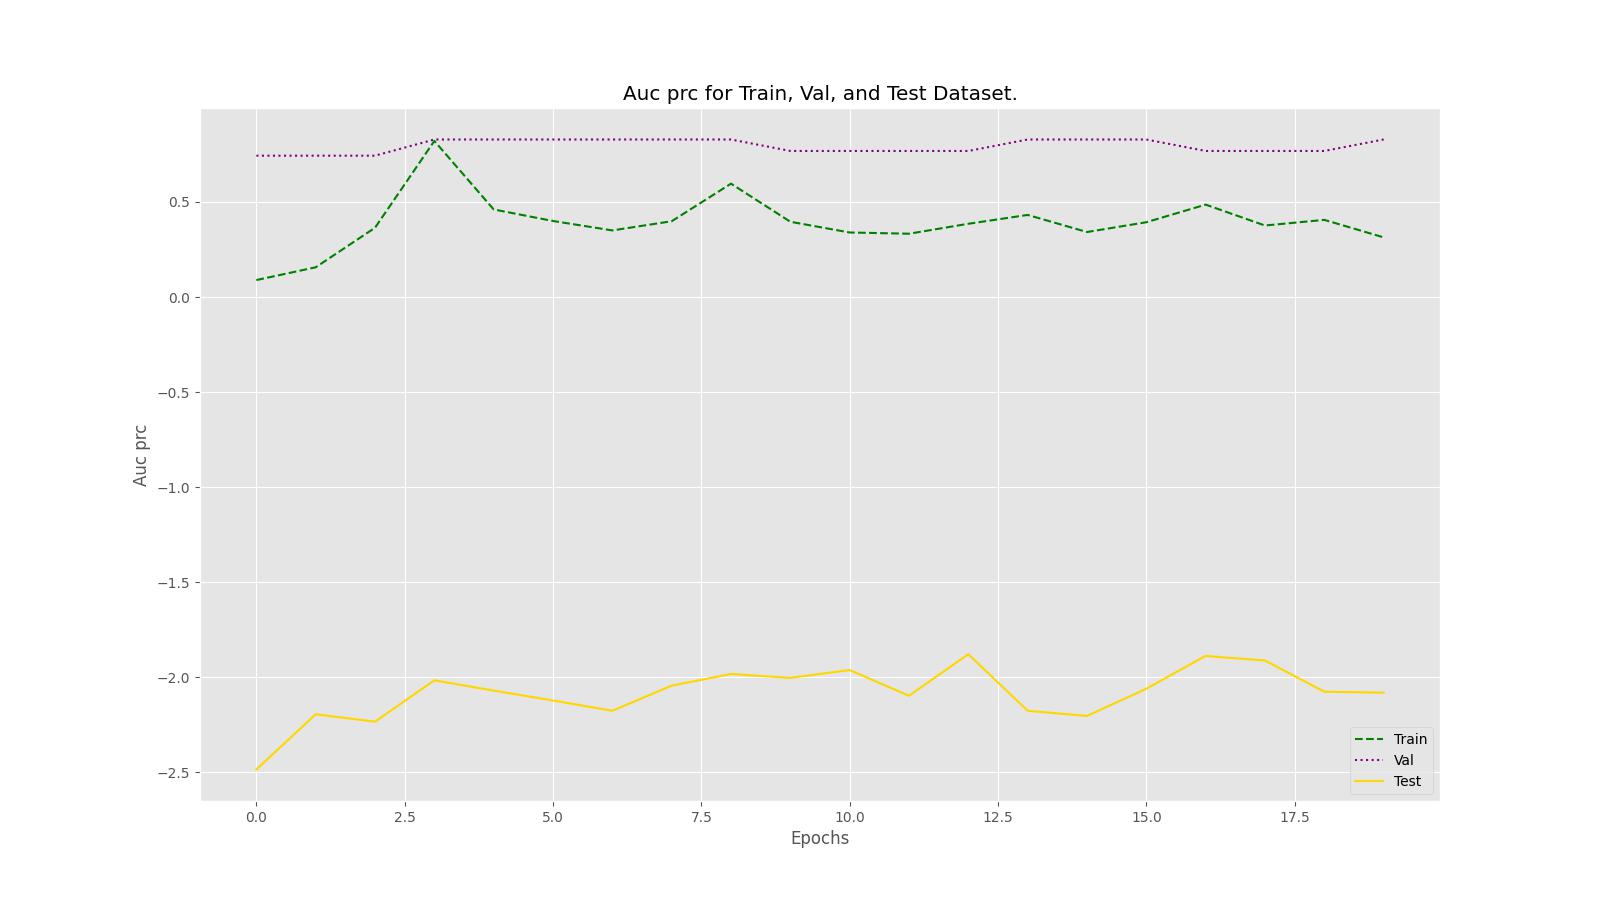 Auc prc for Train, Val, and Test Dataset.
0.5
0.0
−0.5
−1.0
−1.5
−2.0
−2.5
Auc prc
0.0 2.5 5.0 7.5 10.0 12.5 15.0 17.5
Epochs
Train
Val
Test